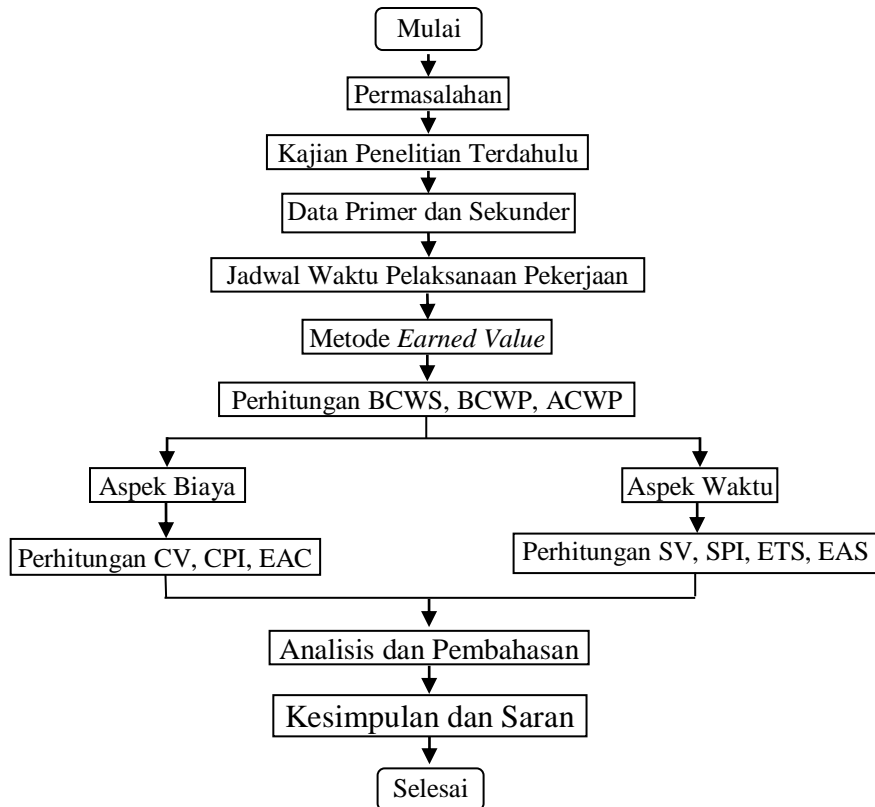 Mulai
Permasalahan
Kajian Penelitian Terdahulu
Data Primer dan Sekunder
Jadwal Waktu Pelaksanaan Pekerjaan
Metode Earned Value
Perhitungan BCWS, BCWP, ACWP
Aspek Biaya
Aspek Waktu
Perhitungan CV, CPI, EAC
Perhitungan SV, SPI, ETS, EAS
Analisis dan Pembahasan
Kesimpulan dan Saran
Selesai